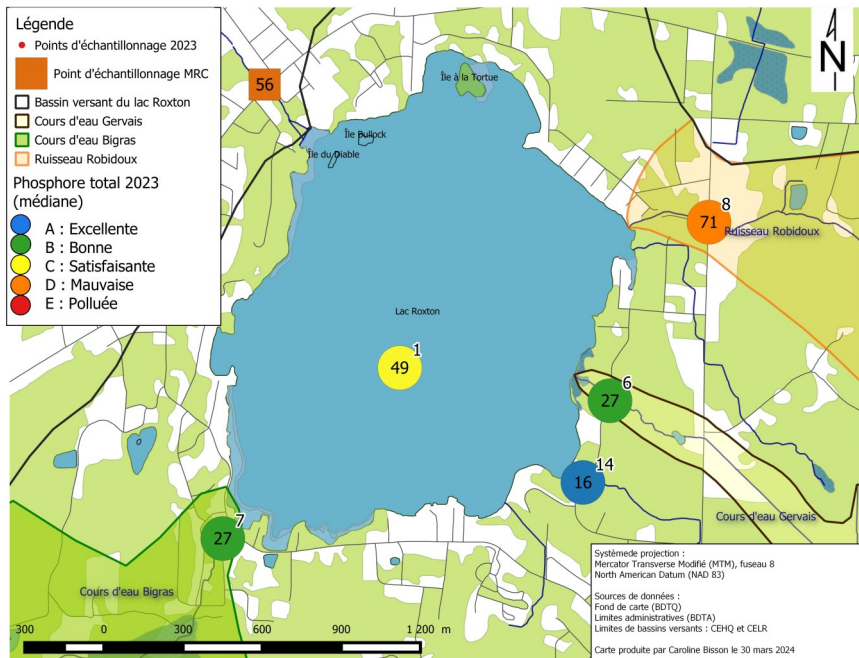 Légende
Points d'échantillonnage 2023
Point d'échantillonnage MRC
Bassin versant du lac Roxton
Cours d'eau Gervais
Cours d'eau Bigras
Ruisseau Robidoux
Phosphore total 2023
(médiane)
A : Excellente
B : Bonne
C : Satisfaisante
D : Mauvaise
E : Polluée
56
Île à la Tortue
Île Bullock
Île du Diable
N
8
71
Ruisseau Robidoux
Lac Roxton
1
49
6
27
14
16
Cours d'eau Gervais
7
27
Cours d'eau Bigras
300 0 300 600 900 1 200 m
Systèmede projection :
Mercator Transverse Modifié (MTM), fuseau 8
North American Datum (NAD 83)
Sources de données :
Fond de carte (BDTQ)
Limites administratives (BDTA)
Limites de bassins versants : CEHQ et CELR
Carte produite par Caroline Bisson le 30 mars 2024